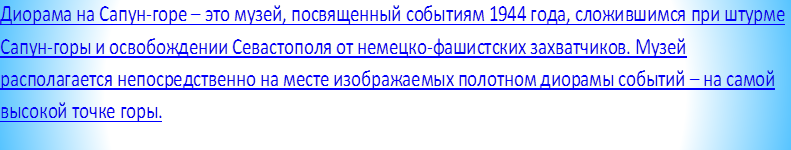 Диорама на Сапун-горе – это музей, посвященный событиям 1944 года, сложившимся при штурме
Сапун-горы и освобождении Севастополя от немецко-фашистских захватчиков. Музей
располагается непосредственно на месте изображаемых полотном диорамы событий – на самой
высокой точке горы.